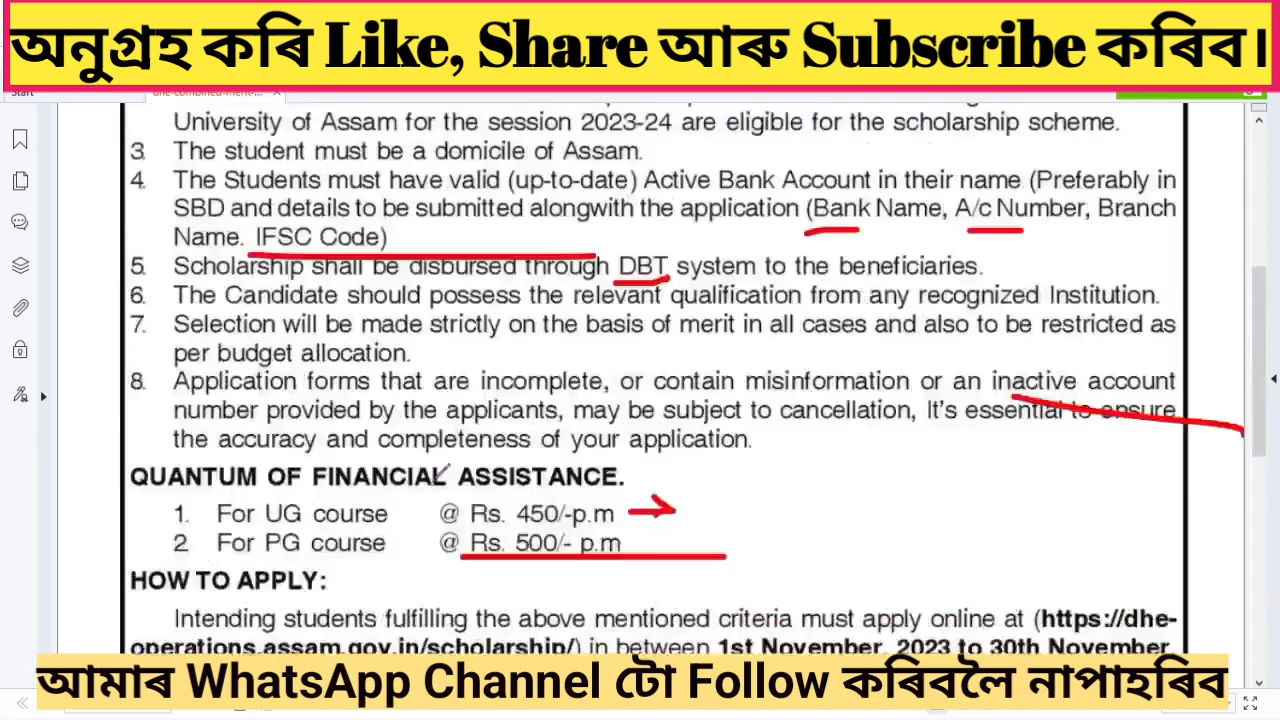 অনুগ্ৰহ কৰি Like, Share আৰু Subscribe কৰিব।
Start
dhe-combined-merit-...
University of Assam for the session 2023-24 are eligible for the scholarship scheme.
3. The student must be a domicile of Assam.
4. The Students must have valid (up-to-date) Active Bank Account in their name (Preferably in
SBD and details to be submitted alongwith the application (Bank Name, A/c Number, Branch
Name. IFSC Code)
5. Scholarship shall be disbursed through DBT system to the beneficiaries.
6. The Candidate should possess the relevant qualification from any recognized Institution.
7. Selection will be made strictly on the basis of merit in all cases and also to be restricted as
per budget allocation.
8. Application forms that are incomplete, or contain misinformation or an inactive account
number provided by the applicants, may be subject to cancellation, It's essential to ensure
the accuracy and completeness of your application.
QUANTUM OF FINANCIAL ASSISTANCE.
1. For UG course @ Rs. 450/-p.m
2. For PG course @ Rs. 500/- p.m
HOW TO APPLY:
Intending students fulfilling the above mentioned criteria must apply online at (https://dhe-
operations.assam.gov.in/scholarship/) in between 1st November, 2023 to 30th November,
আমাৰ WhatsApp Channel টো Follow কৰিবলৈ নাপাহৰিব